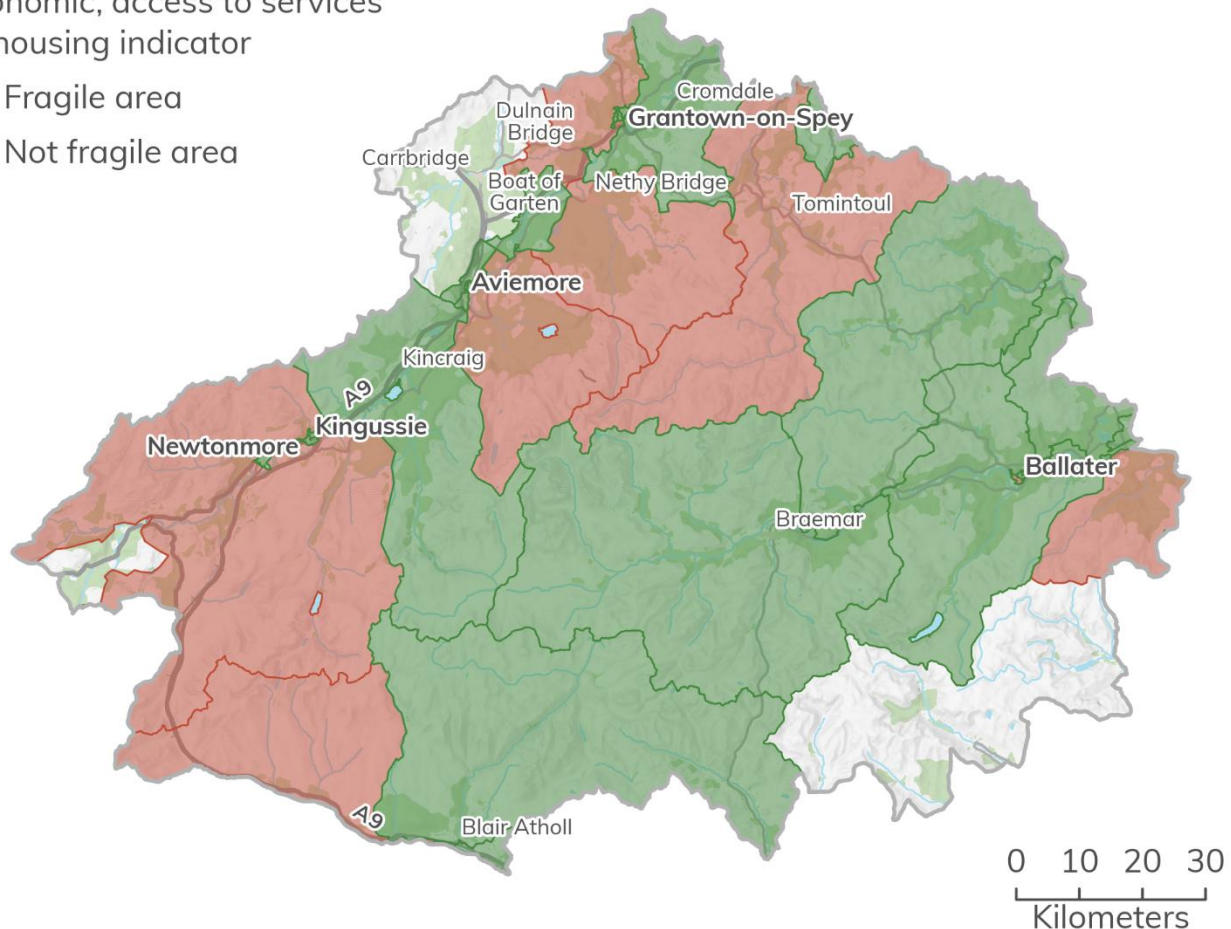 access to services
housing indicator
Fragile area
Not fragile area
Cromdale
Dulnain
Bridge
Grantown-on-Spey
Carrbridge
Boat of
Garten
Nethy Bridge
Tomintoul
Aviemore
Kincraig
A9
Kingussie
Newtonmore
Ballater
Braemar
A9
Blair Atholl
0 10 20 30
Kilometers